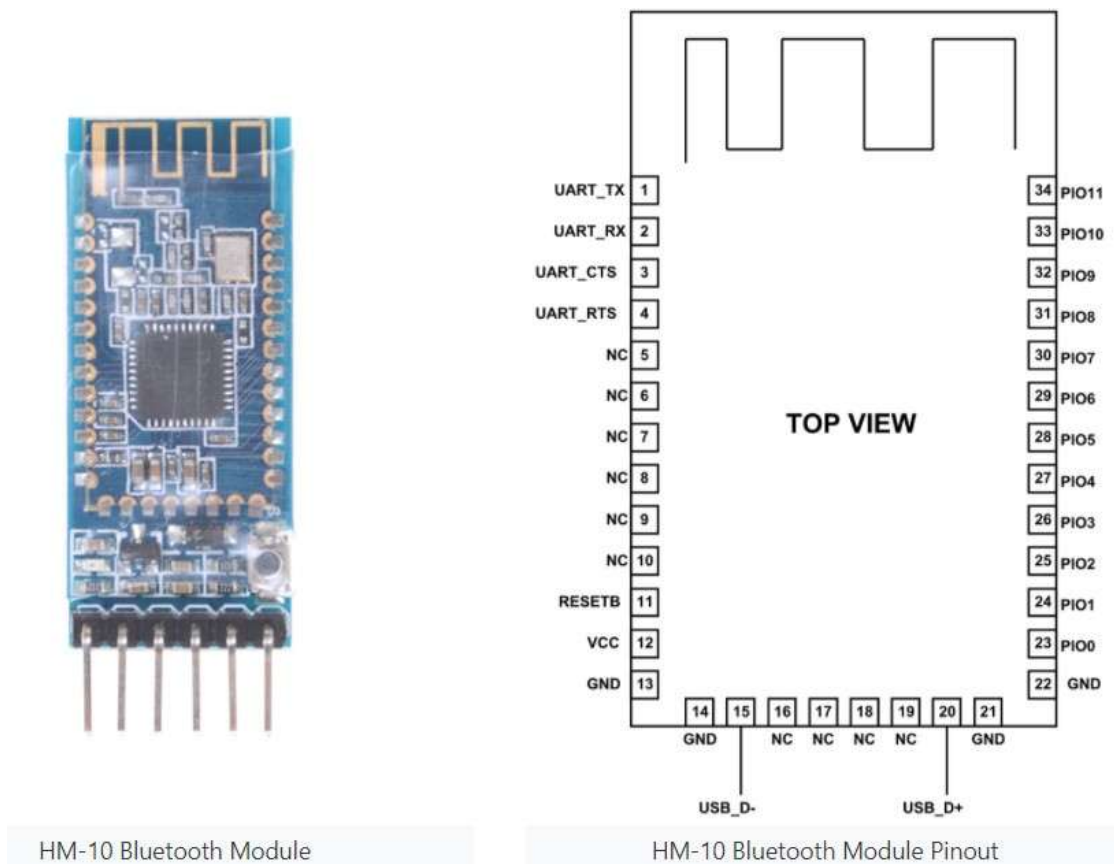 UART_TX 1
UART_RX 2
UART_CTS 3
UART_RTS 4
NC 5
NC 6
NC 7
NC 8
NC 9
NC 10
RESETB 11
VCC 12
GND 13
TOP VIEW
34 PIO11
33 PIO10
32 PIO9
31 PIO8
30 PIO7
29 PIO6
28 PIO5
27 PIO4
26 PIO3
25 PIO2
24 PIO1
23 PIO0
22 GND
14 15 16 17 18 19 20 21
GND NC NC NC NC GND
USB_D- USB_D+
HM-10 Bluetooth Module
HM-10 Bluetooth Module Pinout